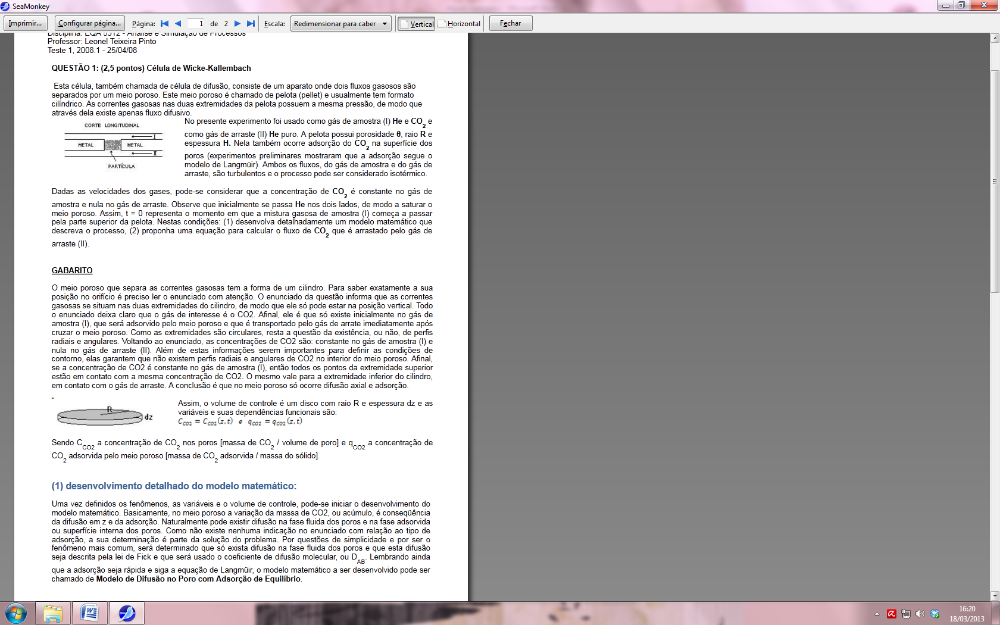 SeaMonkey
Imprimir... Configurar página... Página: 1 de 2 Escala: Redimensionar para caber Vertical Horizontal Fechar
Disciplina: EQA 5312 - Análise e Simulação de Processos
Professor: Leonel Teixeira Pinto
Teste 1, 2008.1 - 25/04/08
QUESTÃO 1: (2,5 pontos) Célula de Wicke-Kallembach
Esta célula, também chamada de célula de difusão, consiste de um aparato onde dois fluxos gasosos são
separados por um meio poroso. Este meio poroso é chamado de pelota (pellet) e usualmente tem formato
cilíndrico. As correntes gasosas nas duas extremidades da pelota possuem a mesma pressão, de modo que
através dela existe apenas fluxo difusivo.
CORTE LONGITUDINAL
I
METAL METAL
II
PARTÍCULA
No presente experimento foi usado como gás de amostra (I) He e CO2 e
como gás de arraste (II) He puro. A pelota possui porosidade θ, raio R e
espessura H. Nela também ocorre adsorção do CO2 na superfície dos
poros (experimentos preliminares mostraram que a adsorção segue o
modelo de Langmüir). Ambos os fluxos, do gás de amostra e do gás de
arraste, são turbulentos e o processo pode ser considerado isotérmico.
Dadas as velocidades dos gases, pode-se considerar que a concentração de CO2 é constante no gás de
amostra e nula no gás de arraste. Observe que inicialmente se passa He nos dois lados, de modo a saturar o
meio poroso. Assim, t = 0 representa o momento em que a mistura gasosa de amostra (I) começa a passar
pela parte superior da pelota. Nestas condições: (1) desenvolva detalhadamente um modelo matemático que
descreva o processo, (2) proponha uma equação para calcular o fluxo de CO2 que é arrastado pelo gás de
arraste (II).
GABARITO
O meio poroso que separa as correntes gasosas tem a forma de um cilindro. Para saber exatamente a sua
posição no orifício é preciso ler o enunciado com atenção. O enunciado da questão informa que as correntes
gasosas se situam nas duas extremidades do cilindro, de modo que ele só pode estar na posição vertical. Todo
o enunciado deixa claro que o gás de interesse é o CO2. Afinal, ele é que só existe inicialmente no gás de
amostra (I), que será adsorvido pelo meio poroso e que é transportado pelo gás de arrate imediatamente após
cruzar o meio poroso. Como as extremidades são circulares, resta a questão da existência, ou não, de perfis
radiais e angulares. Voltando ao enunciado, as concentrações de CO2 são: constante no gás de amostra (I) e
nula no gás de arraste (II). Além de estas informações serem importantes para definir as condições de
contorno, elas garantem que não existem perfis radiais e angulares de CO2 no interior do meio poroso. Afinal,
se a concentração de CO2 é constante no gás de amostra (I), então todos os pontos da extremidade superior
estão em contato com a mesma concentração de CO2. O mesmo vale para a extremidade inferior do cilindro,
em contato com o gás de arraste. A conclusão é que no meio poroso só ocorre difusão axial e adsorção.
-
R
dz
Assim, o volume de controle é um disco com raio R e espessura dz e as
variáveis e suas dependências funcionais são:
C_CO2 = C_CO2(z,t) e q_CO2 = q_CO2(z,t)
Sendo CCO2 a concentração de CO2 nos poros [massa de CO2 / volume de poro] e qCO2 a concentração de
CO2 adsorvida pelo meio poroso [massa de CO2 adsorvida / massa do sólido].
(1) desenvolvimento detalhado do modelo matemático:
Uma vez definidos os fenômenos, as variáveis e o volume de controle, pode-se iniciar o desenvolvimento do
modelo matemático. Basicamente, no meio poroso a variação da massa de CO2, ou acúmulo, é conseqüência
da difusão em z e da adsorção. Naturalmente pode existir difusão na fase fluida dos poros e na fase adsorvida
ou superfície interna dos poros. Como não existe nenhuma indicação no enunciado com relação ao tipo de
adsorção, a sua determinação é parte da solução do problema. Por questões de simplicidade e por ser o
fenômeno mais comum, será determinado que só exista difusão na fase fluida dos poros e que esta difusão
seja descrita pela lei de Fick e que será usado o coeficiente de difusão molecular, ou DAB. Lembrando ainda
que a adsorção seja rápida e siga a equação de Langmüir, o modelo matemático a ser desenvolvido pode ser
chamado de Modelo de Difusão no Poro com Adsorção de Equilíbrio.
16:20
18/03/2013